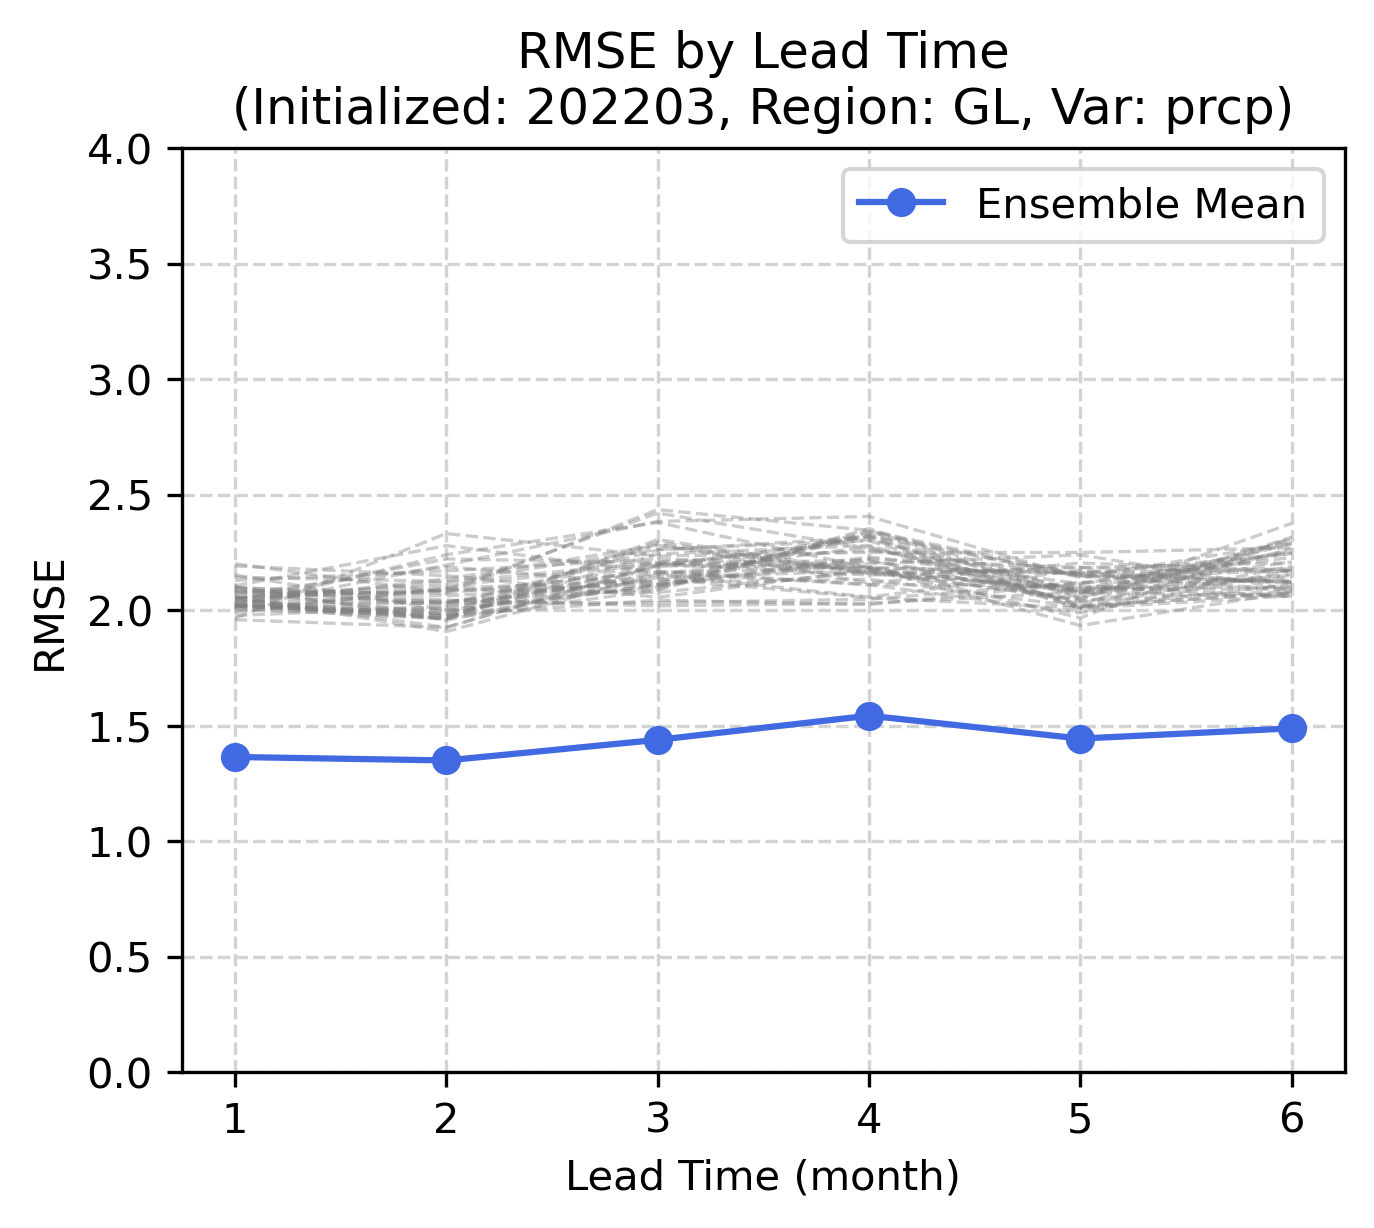 RMSE by Lead Time
(Initialized: 202203, Region: GL, Var: prcp)
Ensemble Mean
4.0
3.5
3.0
2.5
2.0
1.5
1.0
0.5
0.0
RMSE
1 2 3 4 5 6
Lead Time (month)